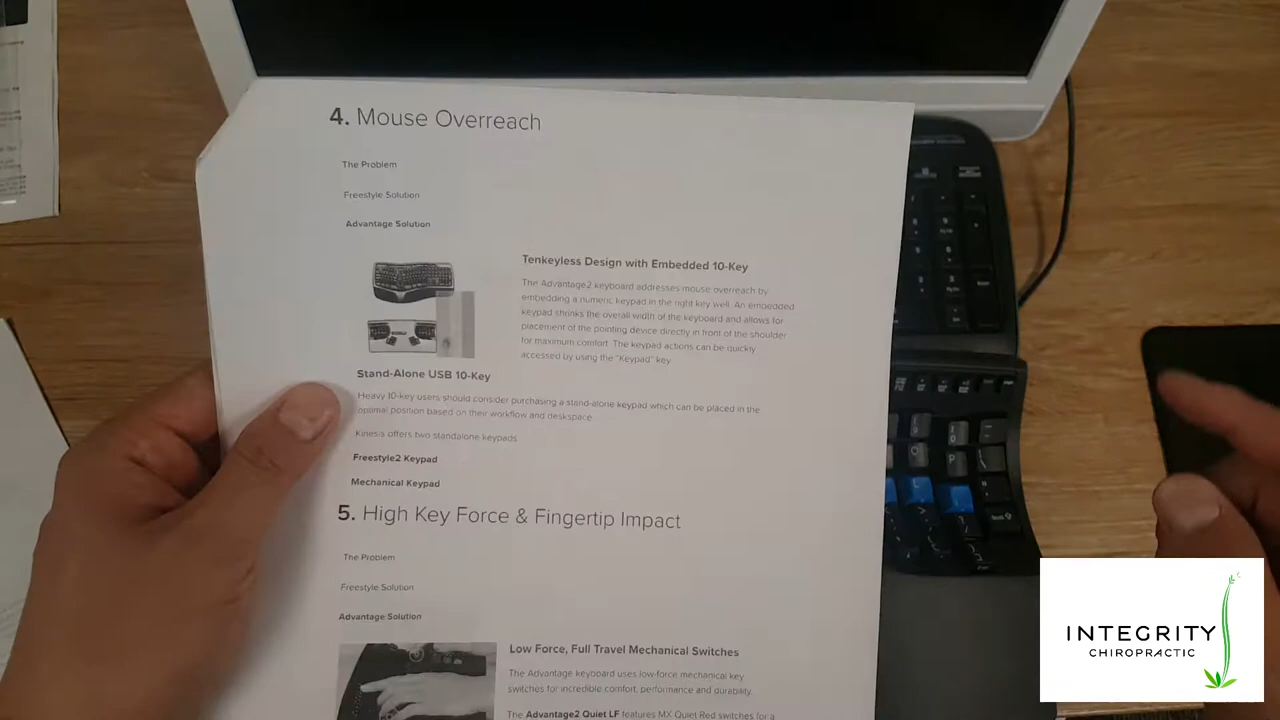 4. Mouse Overreach
The Problem
Freestyle Solution
Advantage Solution
Tenkeyless Design with Embedded 10-Key
The Advantage2 keyboard addresses mouse overreach by
embedding a numeric keypad in the right key well. An embedded
keypad shrinks the overall width of the keyboard and allows for
placement of the pointing device directly in front of the shoulder
for maximum comfort. The keypad actions can be quickly
accessed by using the "Keypad" key.
Stand-Alone USB 10-Key
Heavy 10-key users should consider purchasing a stand-alone keypad which can be placed in the
optimal position based on their workflow and deskspace.
Kinesis offers two standalone keypads
Freestyle2 Keypad
Mechanical Keypad
5. High Key Force & Fingertip Impact
The Problem
Freestyle Solution
Advantage Solution
Low Force, Full Travel Mechanical Switches
The Advantage keyboard uses low-force mechanical key
switches for incredible comfort, performance and durability.
The Advantage2 Quiet LF features MX Quiet Red switches for a
O
P
INTEGRITY
CHIROPRACTIC